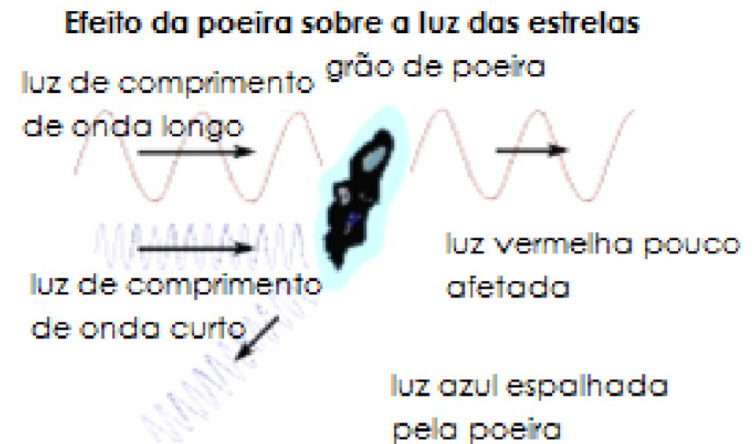 Efeito da poeira sobre a luz das estrelas
luz de comprimento
de onda longo
grão de poeira
luz de comprimento
de onda curto
luz vermelha pouco
afetada
luz azul espalhada
pela poeira